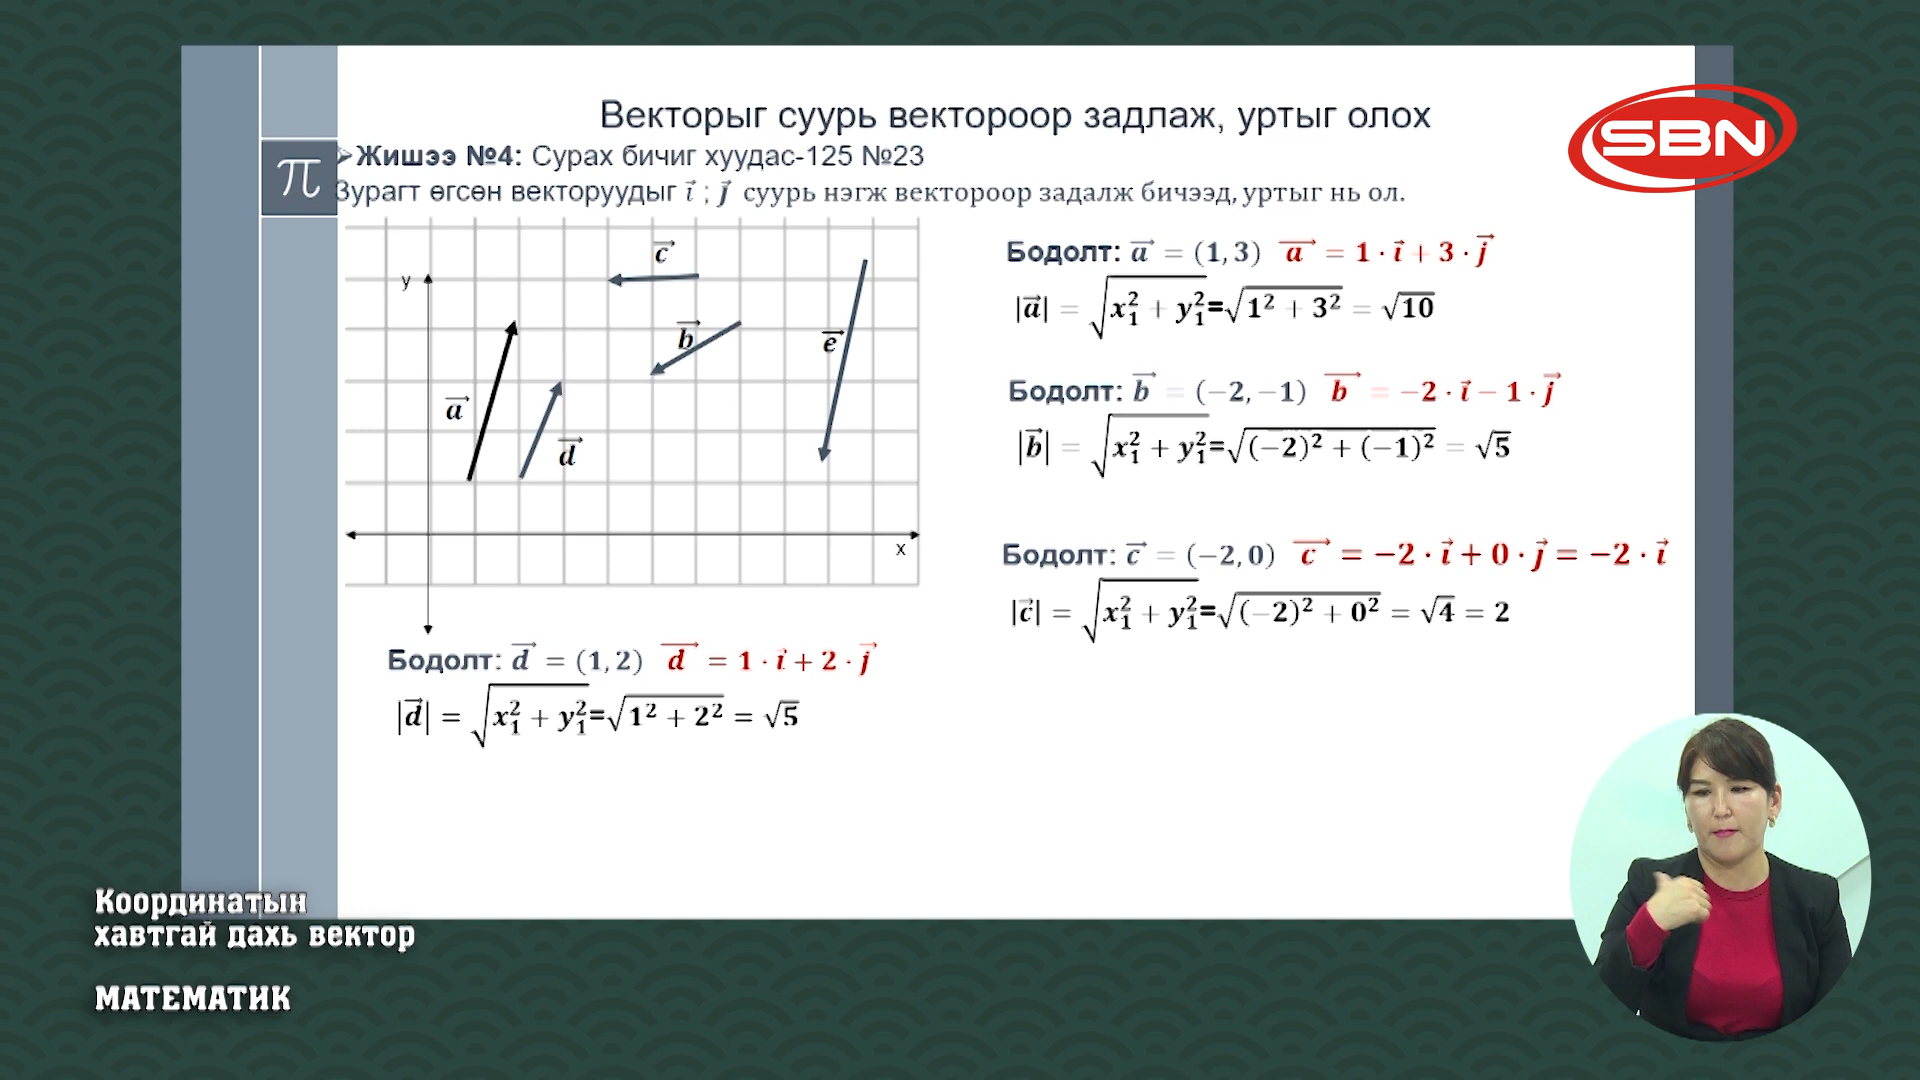 Векторыг суурь вектороор задлаж, уртыг олох
SBN
π
➢Жишээ №4: Сурах бичиг хуудас-125 №23
Зурагт өгсөн векторуудыг i⃗ ; j⃗ суурь нэгж вектороор задалж бичээд, уртыг нь ол.
y
x
a⃗
b⃗
c⃗
d⃗
e⃗
Бодолт: a⃗ = (1, 3) a⃗ = 1 · i⃗ + 3 · j⃗
|a⃗| = √(x₁² + y₁²)=√(1² + 3²) = √10
Бодолт: b⃗ = (−2, −1) b⃗ = −2 · i⃗ − 1 · j⃗
|b⃗| = √(x₁² + y₁²)=√((−2)² + (−1)²) = √5
Бодолт: c⃗ = (−2, 0) c⃗ = −2 · i⃗ + 0 · j⃗ = −2 · i⃗
|c⃗| = √(x₁² + y₁²)=√((−2)² + 0²) = √4 = 2
Бодолт: d⃗ = (1, 2) d⃗ = 1 · i⃗ + 2 · j⃗
|d⃗| = √(x₁² + y₁²)=√(1² + 2²) = √5
Координатын
хавтгай дахь вектор
МАТЕМАТИК